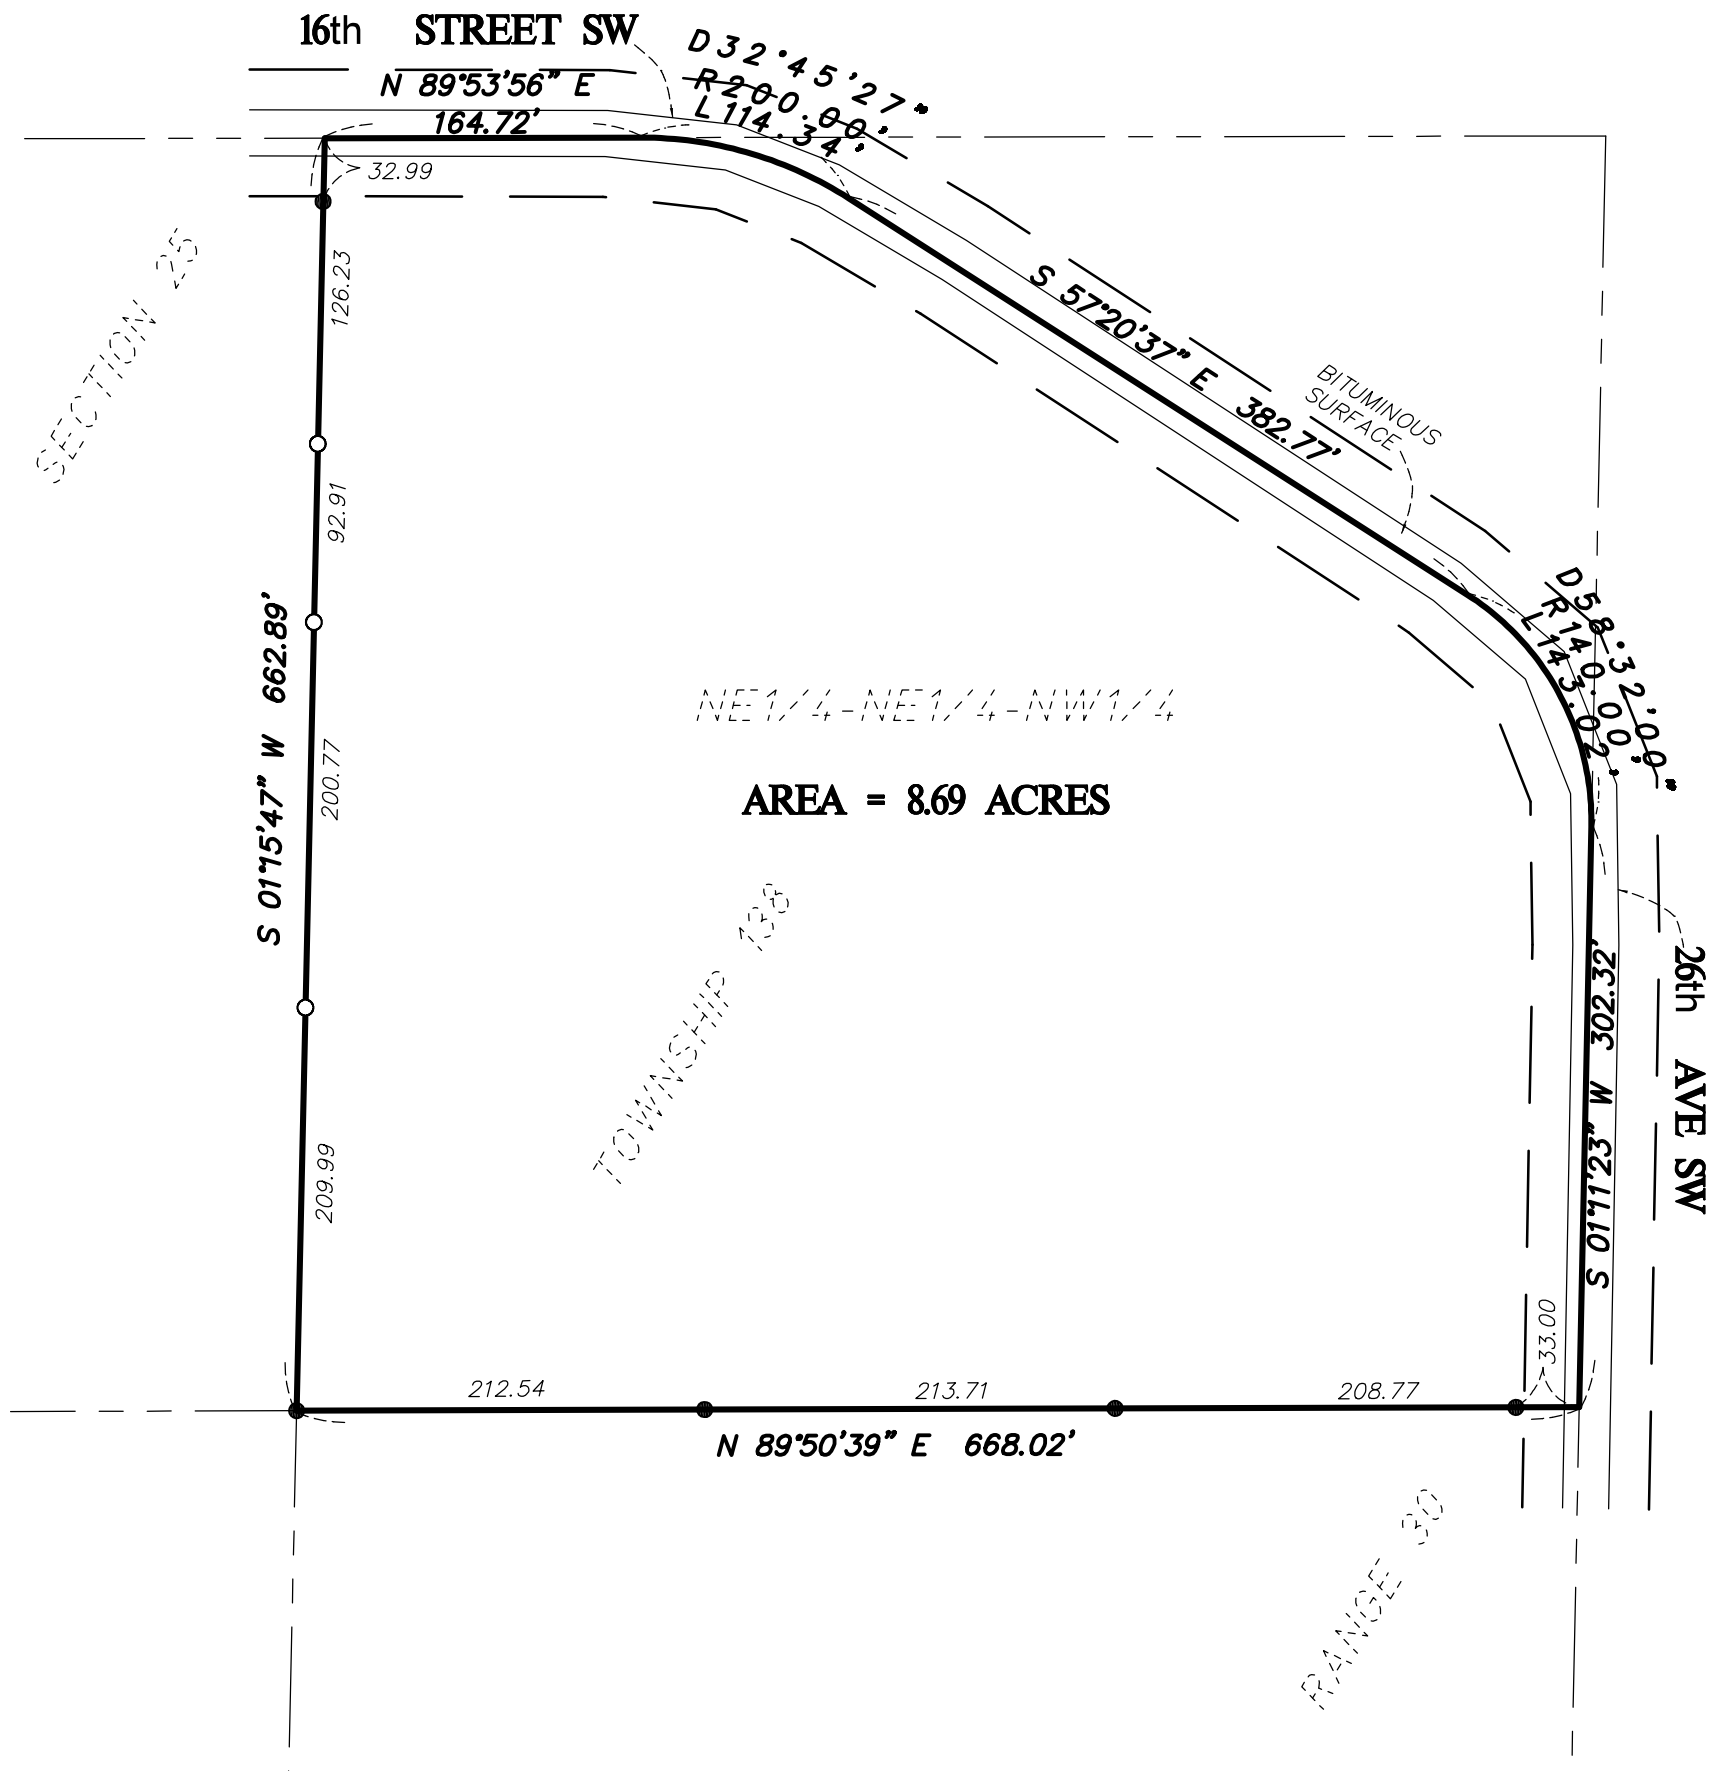 16th STREET SW
N 89°53'56" E
164.72'
D 32°45'27"
R 200.00'
L 114.34'
32.99
SECTION 25
126.23
S 57°20'37" E 382.77'
BITUMINOUS
SURFACE
92.91
D 58°32'00"
R 140.00'
L 143.02'
S 01°15'47" W 662.89'
NE1/4-NE1/4-NW1/4
200.77
AREA = 8.69 ACRES
TOWNSHIP 138
26th AVE SW
S 01°11'23" W 302.32'
209.99
33.00
212.54
213.71
208.77
N 89°50'39" E 668.02'
RANGE 30